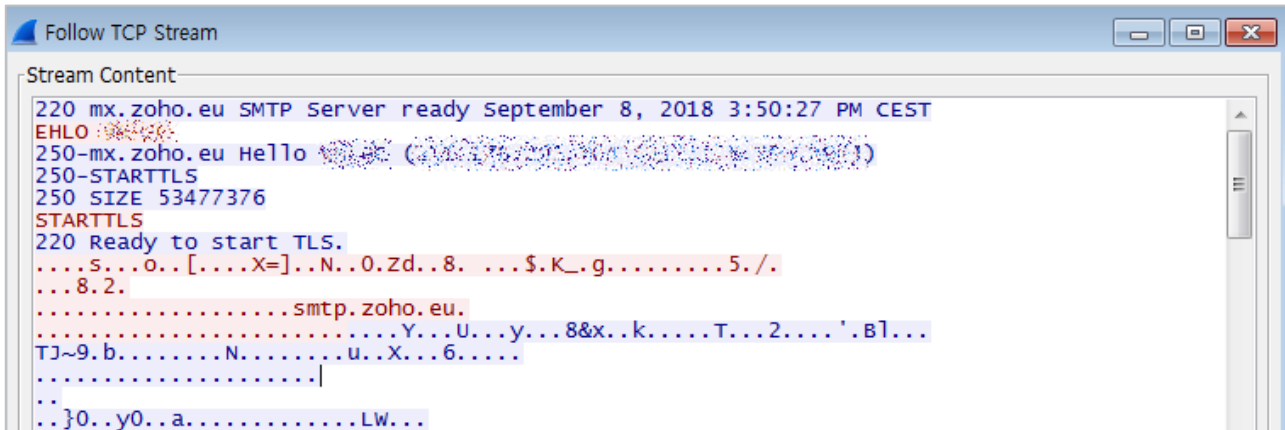 Follow TCP Stream
Stream Content
220 mx.zoho.eu SMTP Server ready September 8, 2018 3:50:27 PM CEST
EHLO
250-mx.zoho.eu Hello
250-STARTTLS
250 SIZE 53477376
STARTTLS
220 Ready to start TLS.
....s...o..[....X=]..N..O.Zd..8. ...$.K_.g.........5./.
...8.2.
...................smtp.zoho.eu.
...........................Y...U...y...8&x..k.....T...2....'.Bl...
TJ~9.b........N........u..X...6.....
.....................
..
..}0..y0..a.............LW...